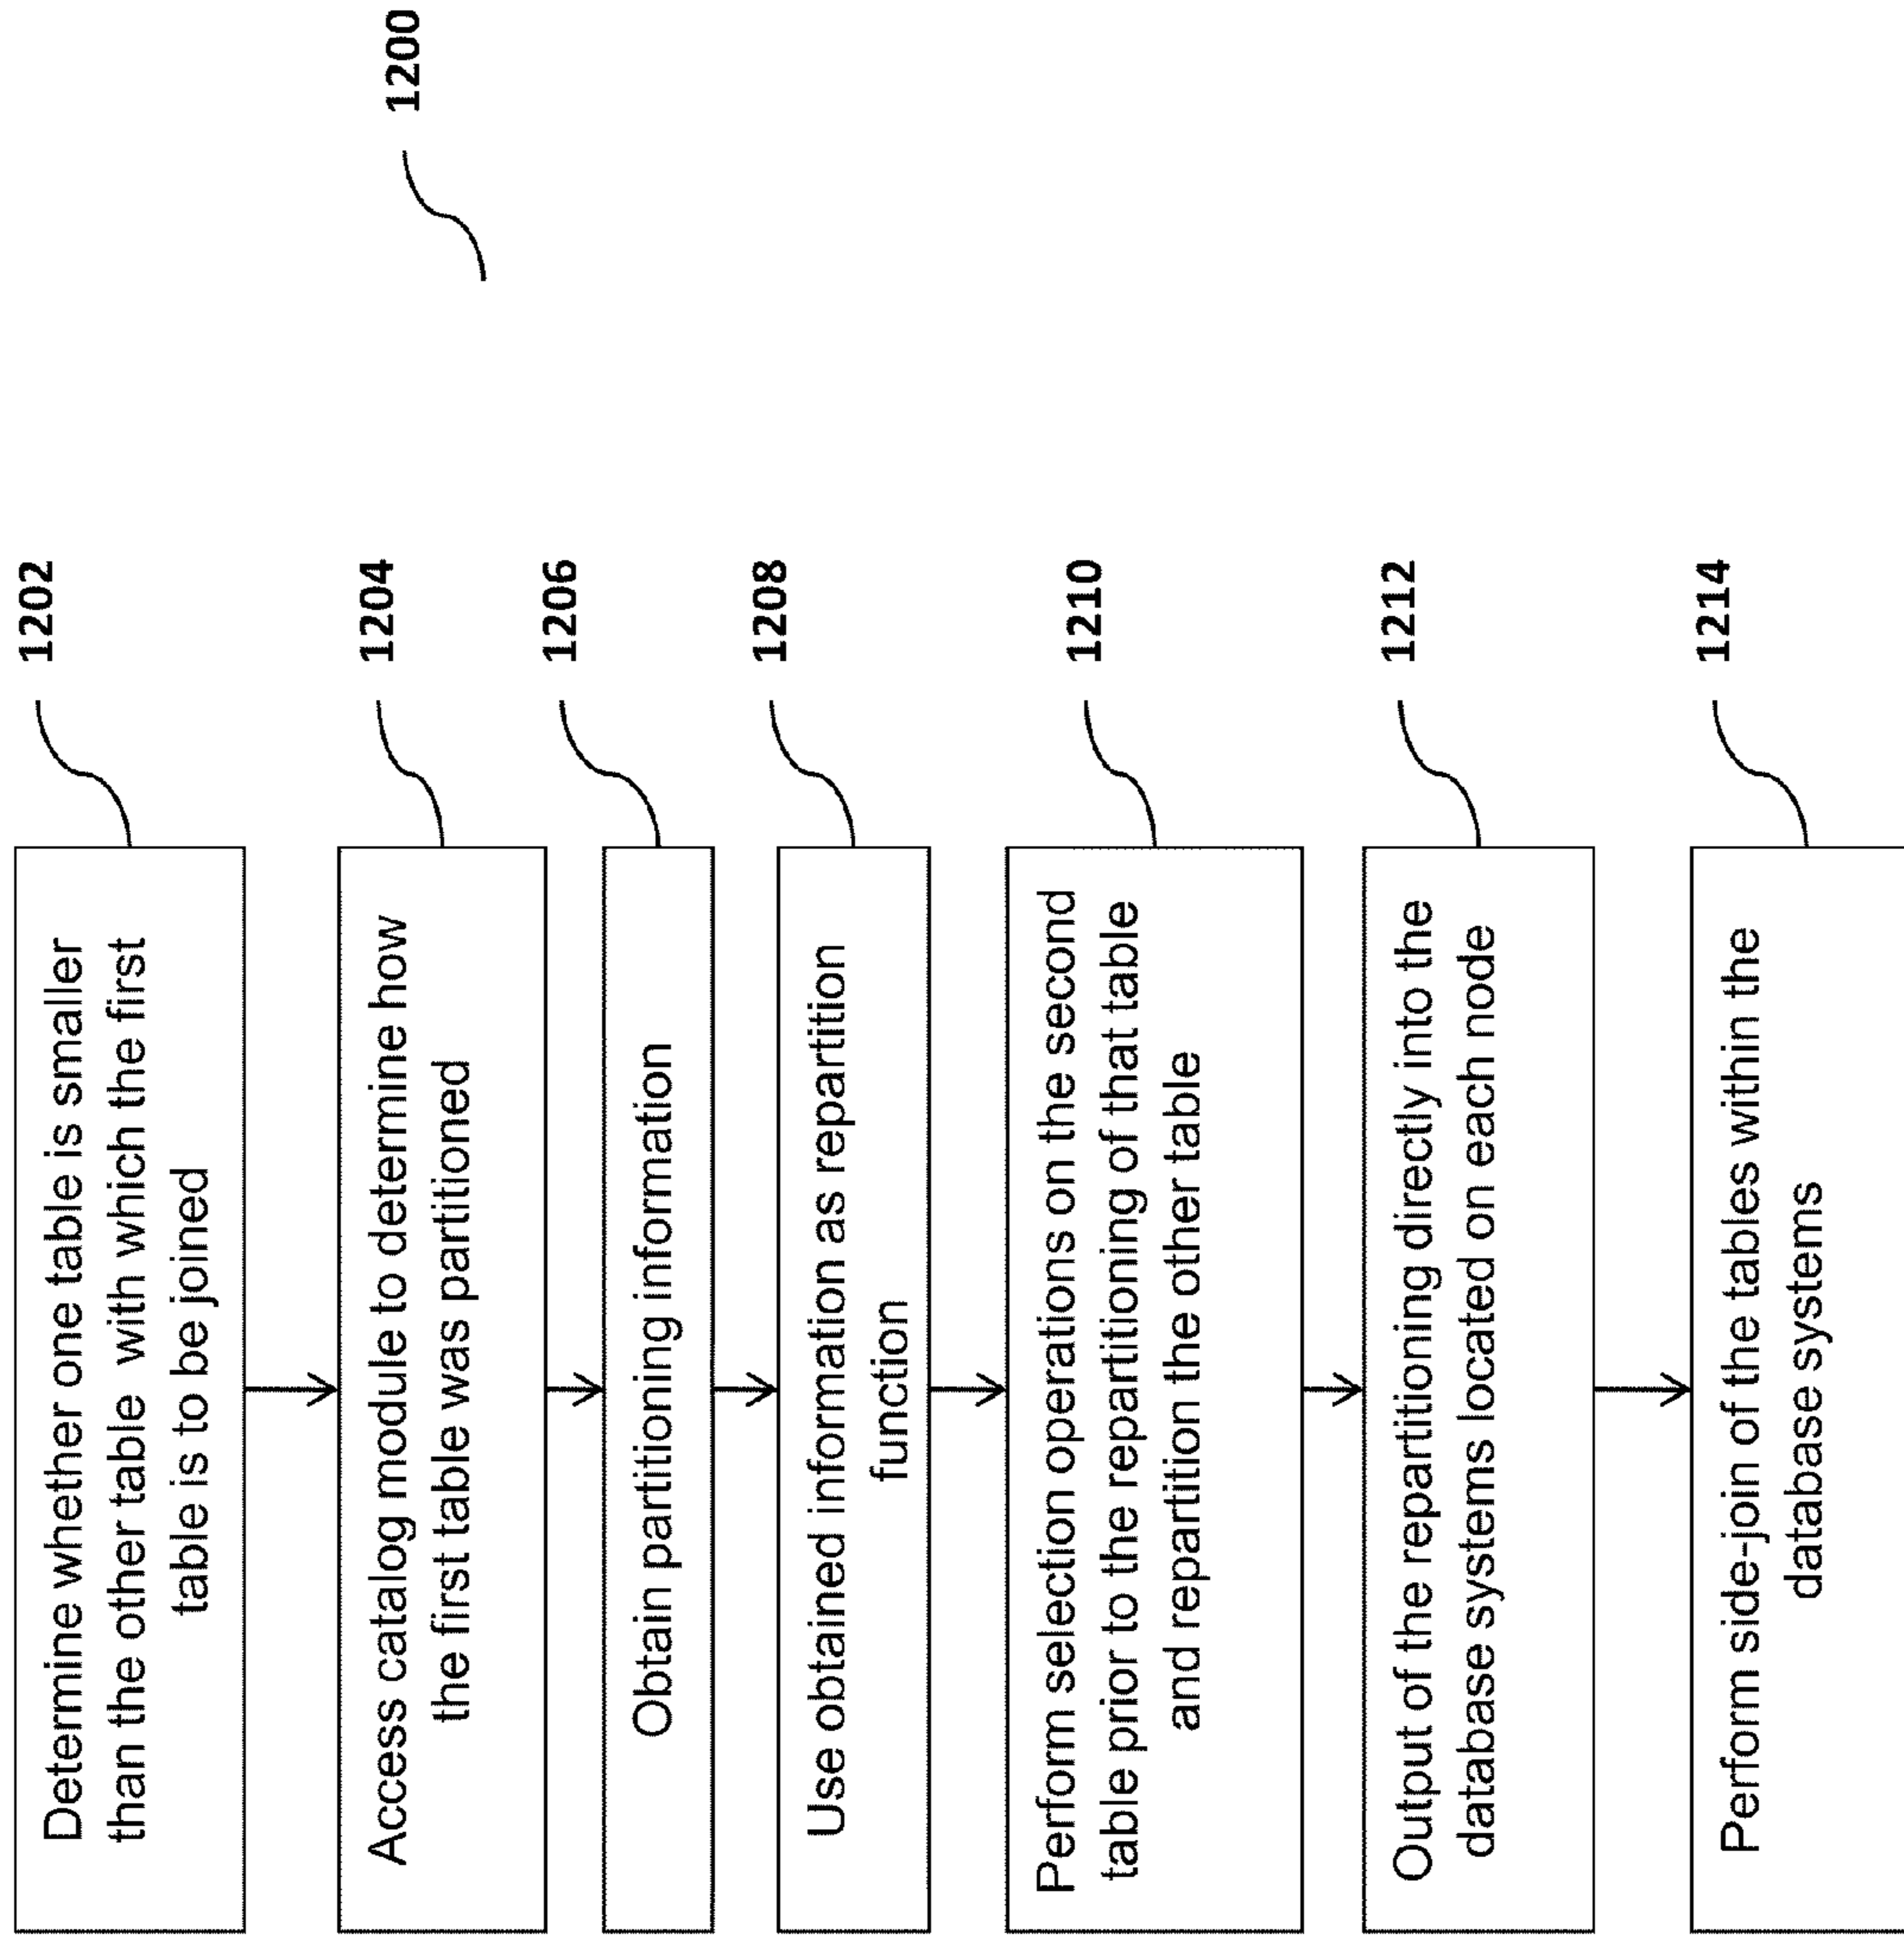 1200
Determine whether one table is smaller
than the other table with which the first
table is to be joined
1202
Access catalog module to determine how
the first table was partitioned
1204
Obtain partitioning information
1206
Use obtained information as repartition
function
1208
Perform selection operations on the second
table prior to the repartitioning of that table
and repartition the other table
1210
Output of the repartitioning directly into the
database systems located on each node
1212
Perform side-join of the tables within the
database systems
1214